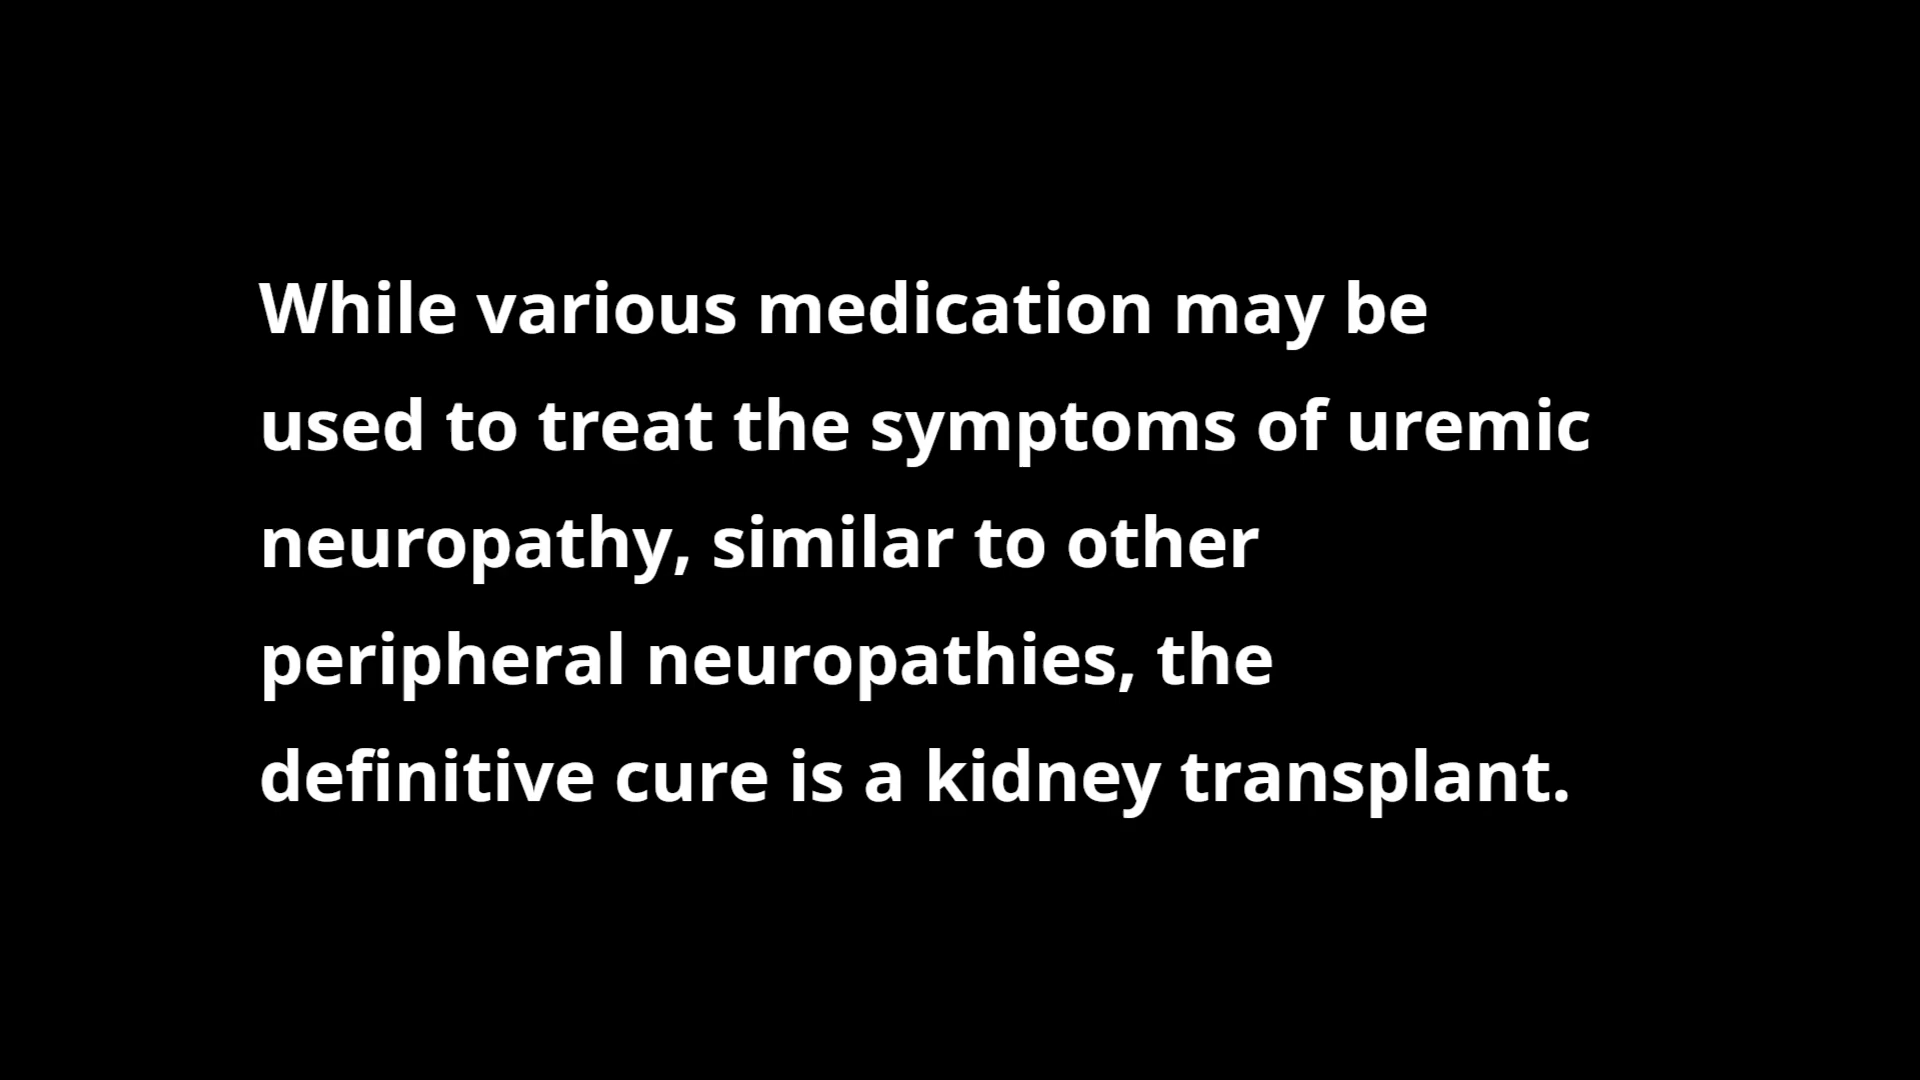 While various medication may be
used to treat the symptoms of uremic
neuropathy, similar to other
peripheral neuropathies, the
definitive cure is a kidney transplant.